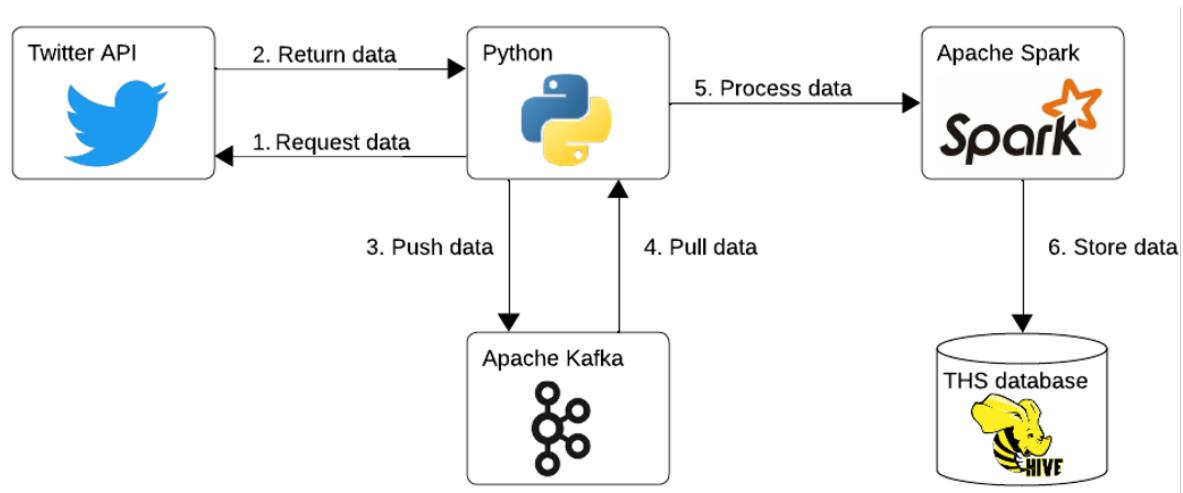 Twitter API
2. Return data
Python
Apache Spark
5. Process data
Spark
1. Request data
3. Push data
4. Pull data
6. Store data
Apache Kafka
THS database
HIVE